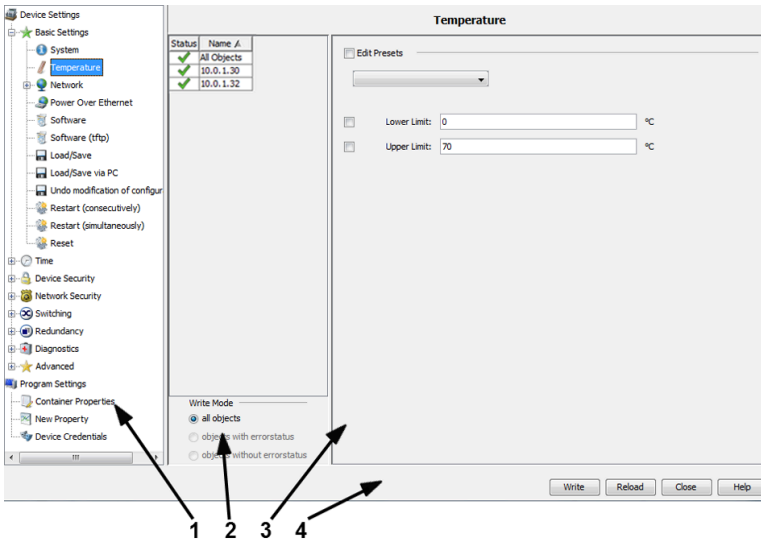 Device Settings
Basic Settings
System
Temperature
Network
Power Over Ethernet
Software
Software (tftp)
Load/Save
Load/Save via PC
Undo modification of configur
Restart (consecutively)
Restart (simultaneously)
Reset
Time
Device Security
Network Security
Switching
Redundancy
Diagnostics
Advanced
Program Settings
Container Properties
New Property
Device Credentials
Status Name
All Objects
10.0.1.30
10.0.1.32
Write Mode
all objects
objects with errorstatus
objects without errorstatus
Temperature
Edit Presets
Lower Limit: 0 °C
Upper Limit: 70 °C
Write Reload Close Help
1 2 3 4